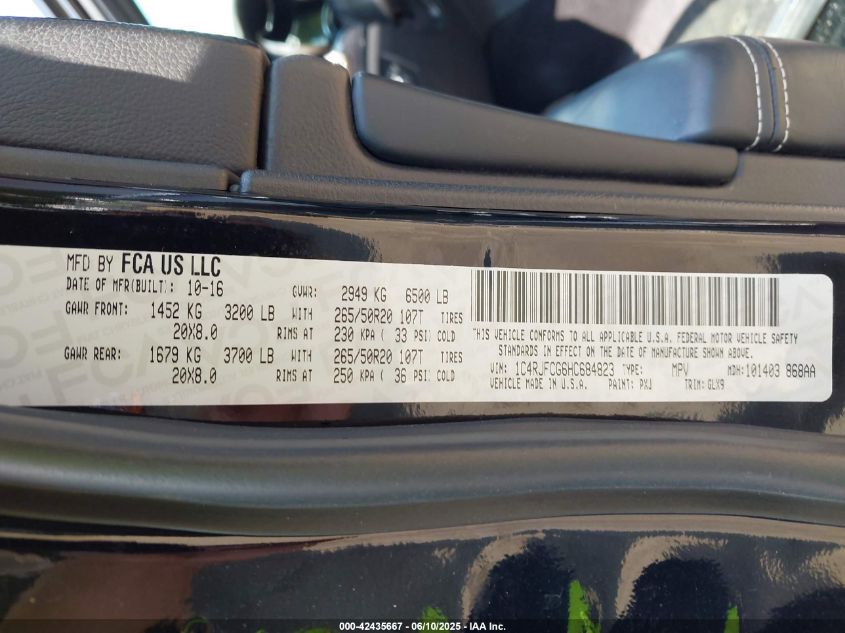 MFD BY FCA US LLC
DATE OF MFR(BUILT): 10-16 GVWR: 2949 KG 6500 LB
GAWR FRONT: 1452 KG 3200 LB WITH 265/50R20 107T TIRES
20X8.0 RIMS AT 230 KPA ( 33 PSI) COLD
GAWR REAR: 1679 KG 3700 LB WITH 265/50R20 107T TIRES
20X8.0 RIMS AT 250 KPA ( 36 PSI) COLD
THIS VEHICLE CONFORMS TO ALL APPLICABLE U.S.A. FEDERAL MOTOR VEHICLE SAFETY
STANDARDS IN EFFECT ON THE DATE OF MANUFACTURE SHOWN ABOVE.
VIN: 1C4RJFCG6HC684823 TYPE: MPV MDH:101403 868AA
VEHICLE MADE IN U.S.A. PAINT: PXJ TRIM: GLX9
000-42435667 - 06/10/2025 - IAA Inc.